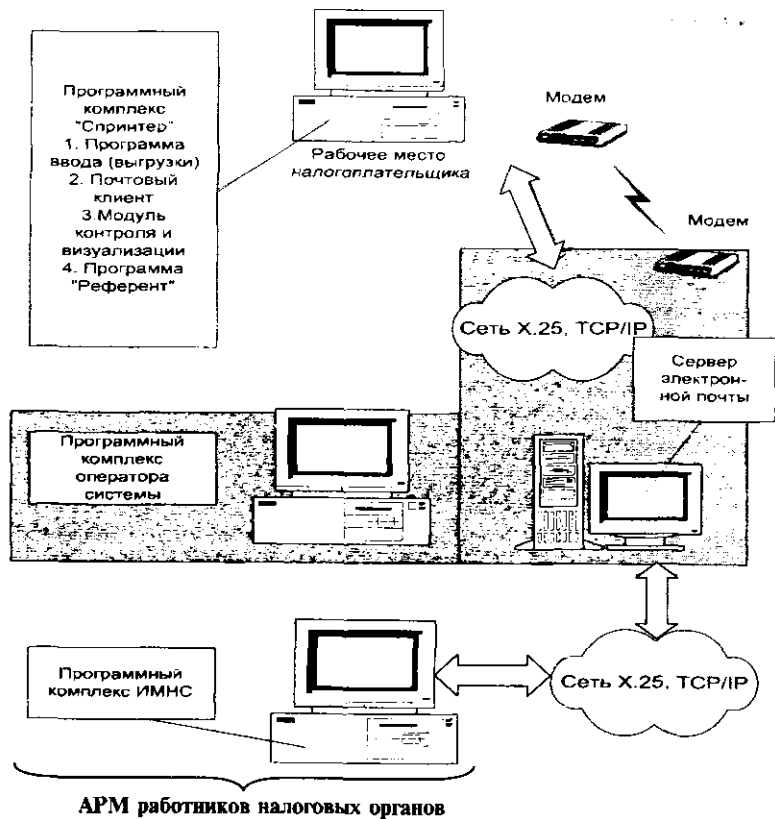 Программный
комплекс
"Спринтер"
1. Программа
ввода (выгрузки)
2. Почтовый
клиент
3.Модуль
контроля и
визуализации
4. Программа
"Референт"
Рабочее место
налогоплательщика
Модем
Модем
Сеть X.25, TCP/IP
Сервер
электрон-
ной почты
Программный
комплекс
оператора
системы
Программный
комплекс ИМНС
Сеть X.25, TCP/IP
АРМ работников налоговых органов